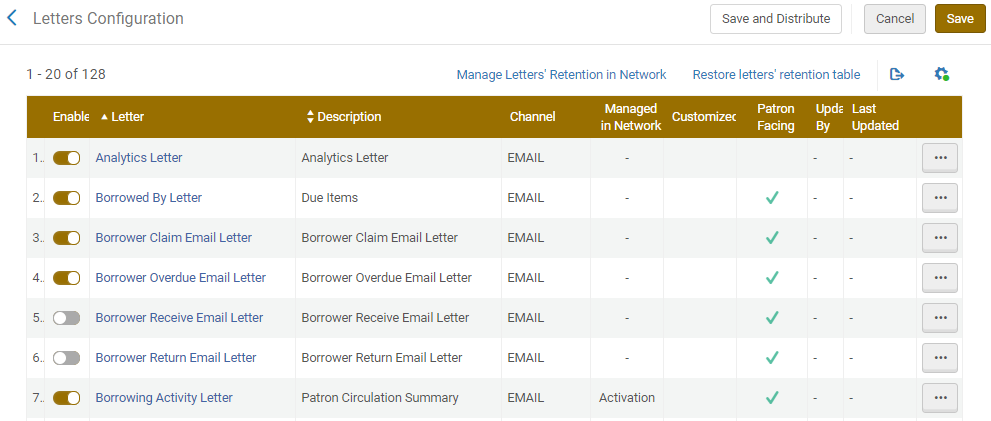 Letters Configuration
Save and Distribute
Cancel
Save
1 - 20 of 128
Manage Letters' Retention in Network
Restore letters' retention table
Enable Letter Description Channel Managed in Network Customized Patron Facing Upda By Last Updated
1.. Analytics Letter Analytics Letter EMAIL - - -
2.. Borrowed By Letter Due Items EMAIL - - -
3.. Borrower Claim Email Letter Borrower Claim Email Letter EMAIL - - -
4.. Borrower Overdue Email Letter Borrower Overdue Email Letter EMAIL - - -
5.. Borrower Receive Email Letter Borrower Receive Email Letter EMAIL - - -
6.. Borrower Return Email Letter Borrower Return Email Letter EMAIL - - -
7.. Borrowing Activity Letter Patron Circulation Summary EMAIL Activation - -